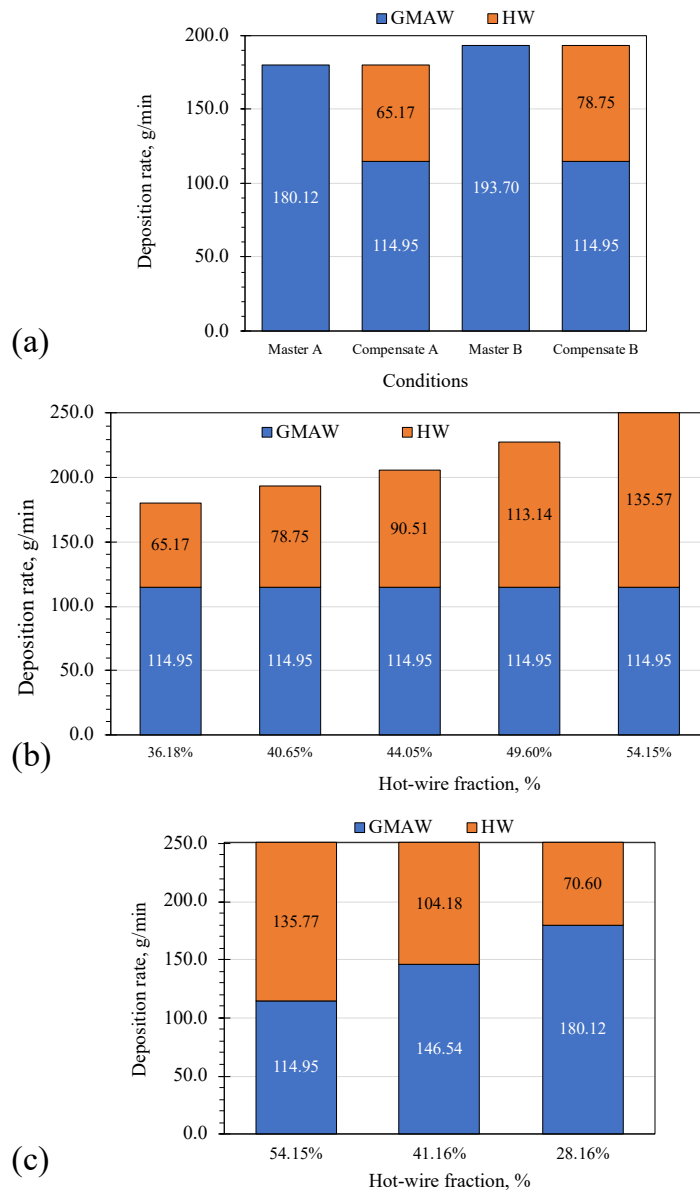 GMAW HW
200.0
150.0
100.0
50.0
0.0
Deposition rate, g/min
180.12
65.17
114.95
193.70
78.75
114.95
Master A Compensate A Master B Compensate B
Conditions
(a)
250.0
200.0
150.0
100.0
50.0
0.0
Deposition rate, g/min
GMAW HW
65.17 78.75 90.51 113.14 135.57
114.95 114.95 114.95 114.95 114.95
36.18% 40.65% 44.05% 49.60% 54.15%
Hot-wire fraction, %
(b)
GMAW HW
250.0
200.0
150.0
100.0
50.0
0.0
Deposition rate, g/min
135.77 104.18 70.60
114.95 146.54 180.12
54.15% 41.16% 28.16%
Hot-wire fraction, %
(c)